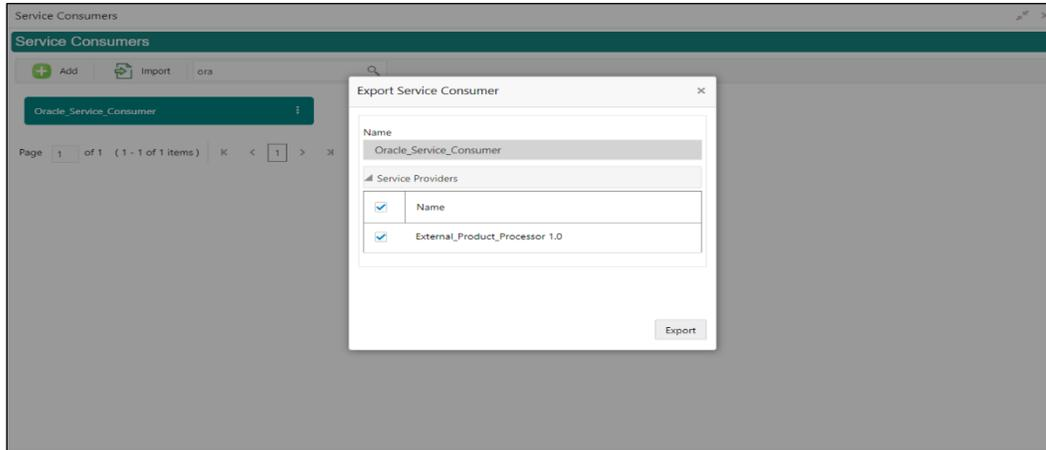 Service Consumers
Service Consumers
Add Import ora
Oracle_Service_Consumer
Page 1 of 1 (1 - 1 of 1 items) K < 1 > >|
Export Service Consumer ×
Name
Oracle_Service_Consumer
Service Providers
Name
External_Product_Processor 1.0
Export